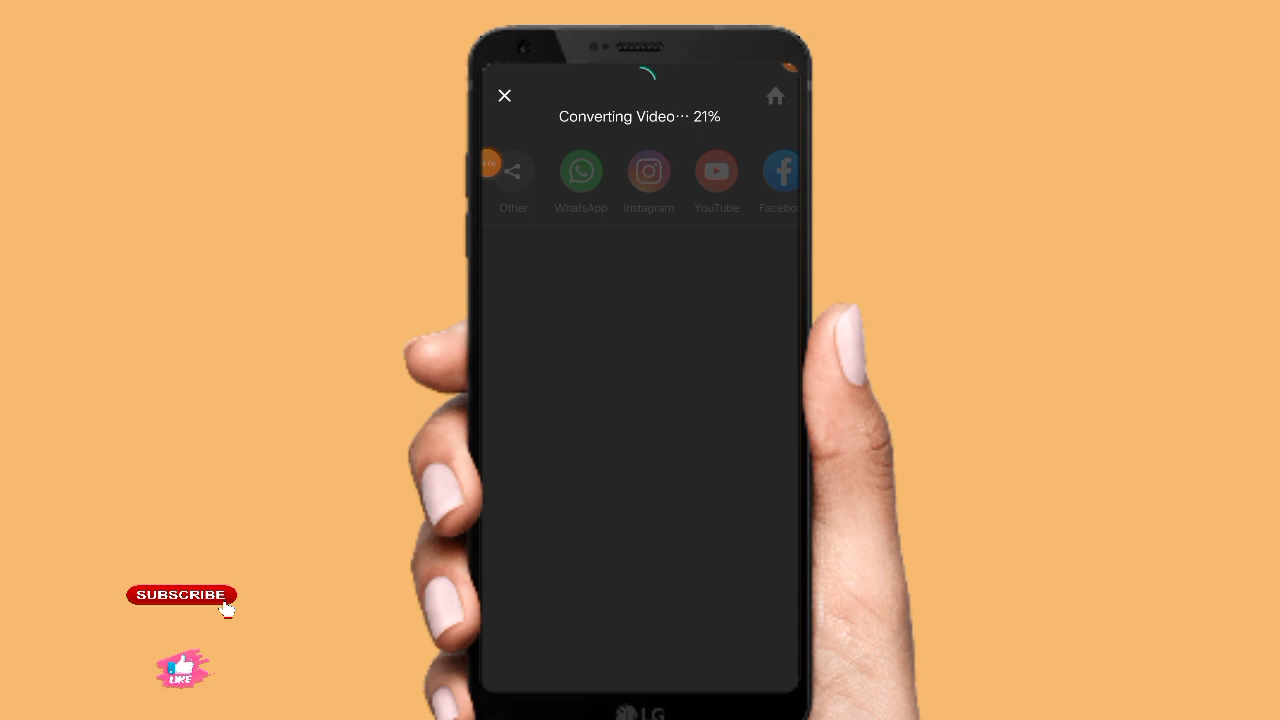 Converting Video··· 21%
Other WhatsApp Instagram YouTube Facebo
SUBSCRIBE
LIKE
LG